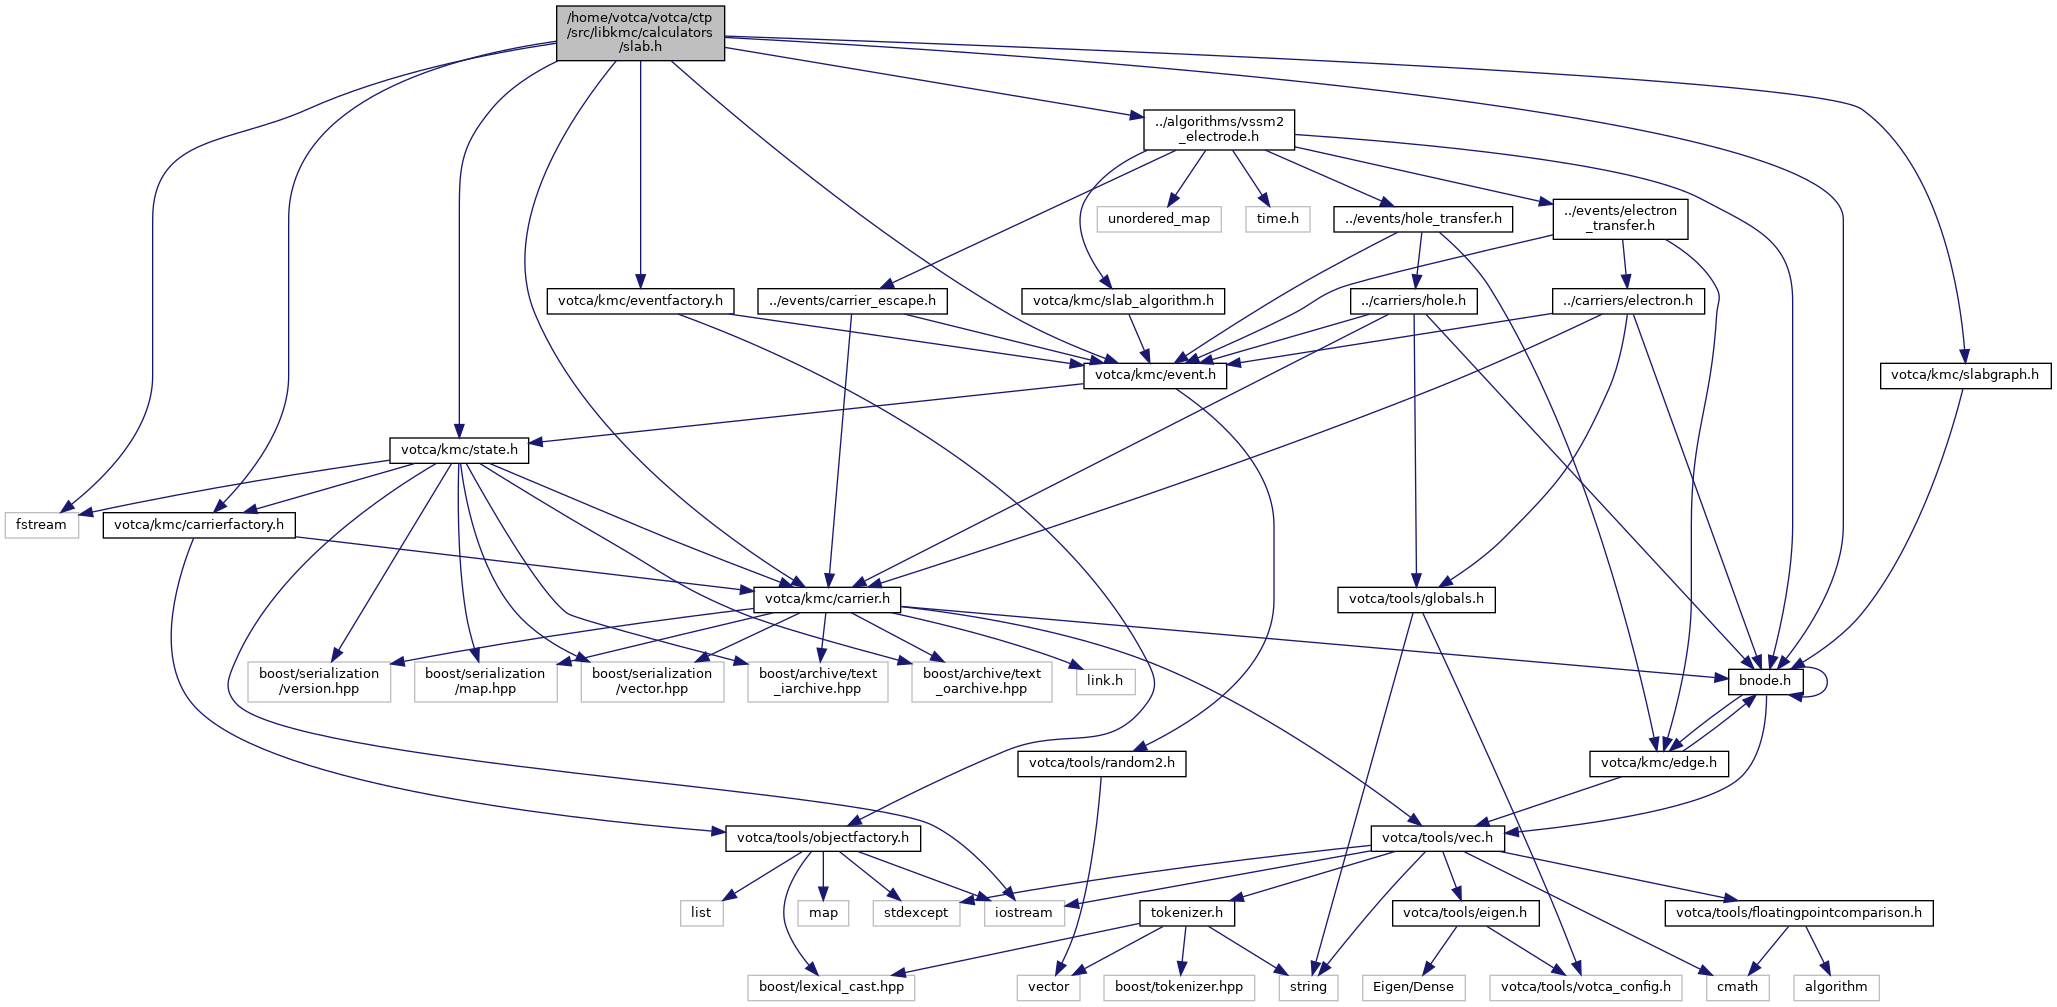 /home/votca/votca/ctp
/src/libkmc/calculators
/slab.h
../algorithms/vssm2
_electrode.h
unordered_map
time.h
../events/hole_transfer.h
../events/electron
_transfer.h
votca/kmc/eventfactory.h
../events/carrier_escape.h
votca/kmc/slab_algorithm.h
../carriers/hole.h
../carriers/electron.h
votca/kmc/event.h
votca/kmc/slabgraph.h
votca/kmc/state.h
fstream
votca/kmc/carrierfactory.h
votca/kmc/carrier.h
votca/tools/globals.h
boost/serialization
/version.hpp
boost/serialization
/map.hpp
boost/serialization
/vector.hpp
boost/archive/text
_iarchive.hpp
boost/archive/text
_oarchive.hpp
link.h
bnode.h
votca/tools/random2.h
votca/kmc/edge.h
votca/tools/objectfactory.h
votca/tools/vec.h
list
map
stdexcept
iostream
tokenizer.h
votca/tools/eigen.h
votca/tools/floatingpointcomparison.h
boost/lexical_cast.hpp
vector
boost/tokenizer.hpp
string
Eigen/Dense
votca/tools/votca_config.h
cmath
algorithm